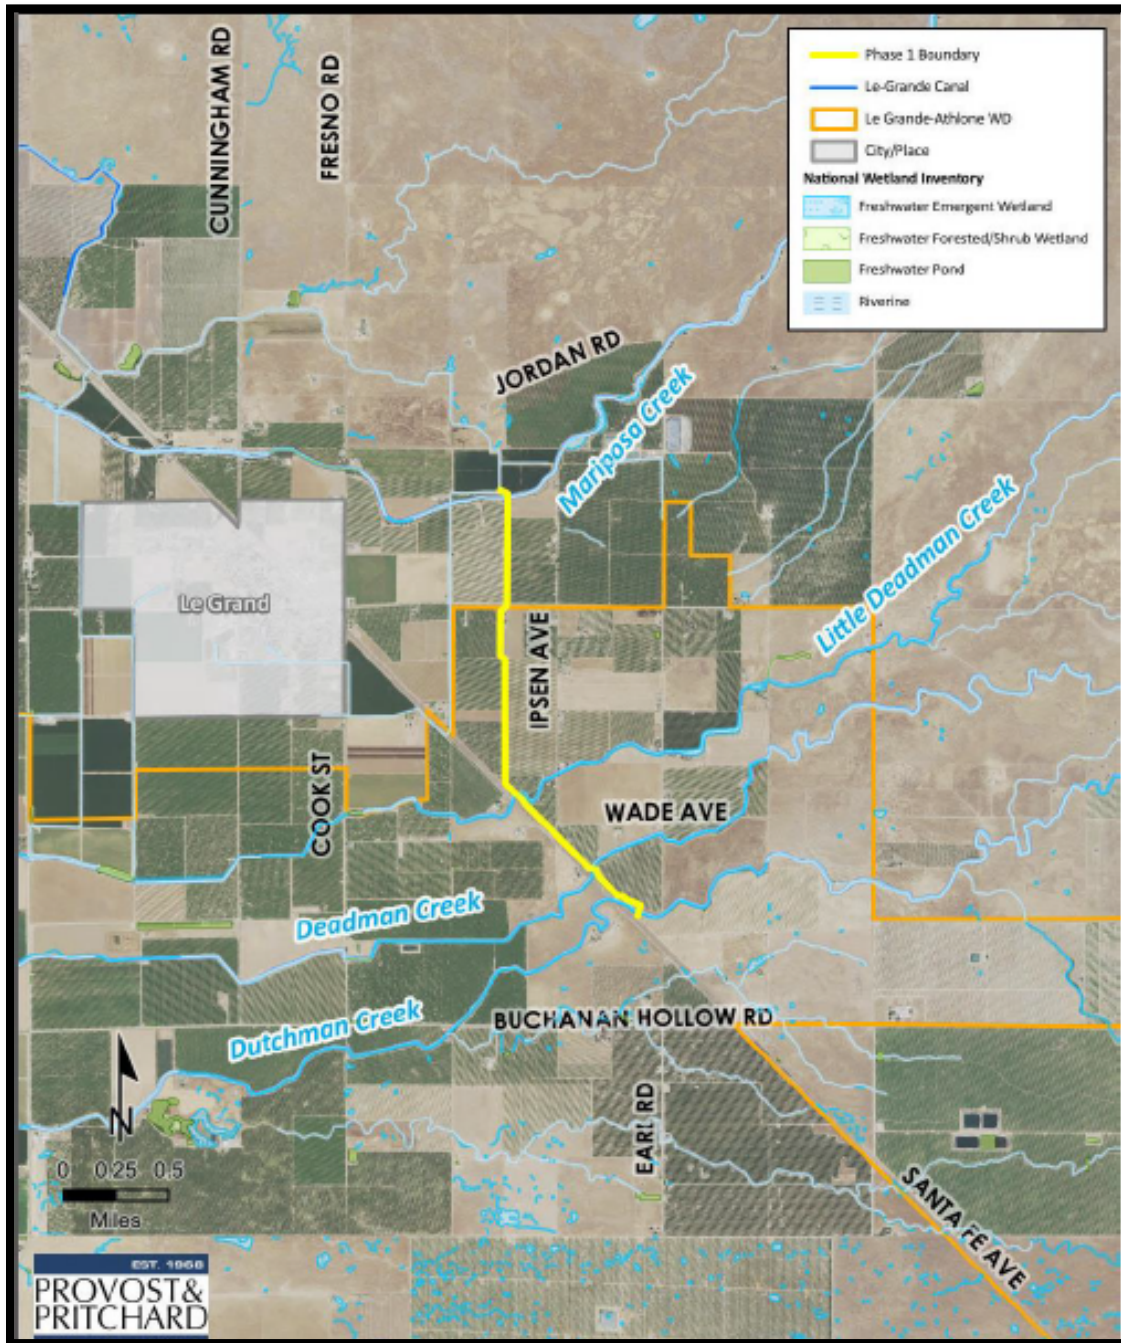 CUNNINGHAM RD
FRESNO RD
Phase 1 Boundary
Le-Grande Canal
Le Grande-Athlone WD
City/Place
National Wetland Inventory
Freshwater Emergent Wetland
Freshwater Forested/Shrub Wetland
Freshwater Pond
Riverine
JORDAN RD
Mariposa Creek
Little Deadman Creek
Le Grand
IPSEN AVE
COOK ST
WADE AVE
Deadman Creek
Dutchman Creek
BUCHANAN HOLLOW RD
EARL RD
SANTA FE AVE
N
0 0.25 0.5
Miles
EST. 1968
PROVOST&
PRITCHARD